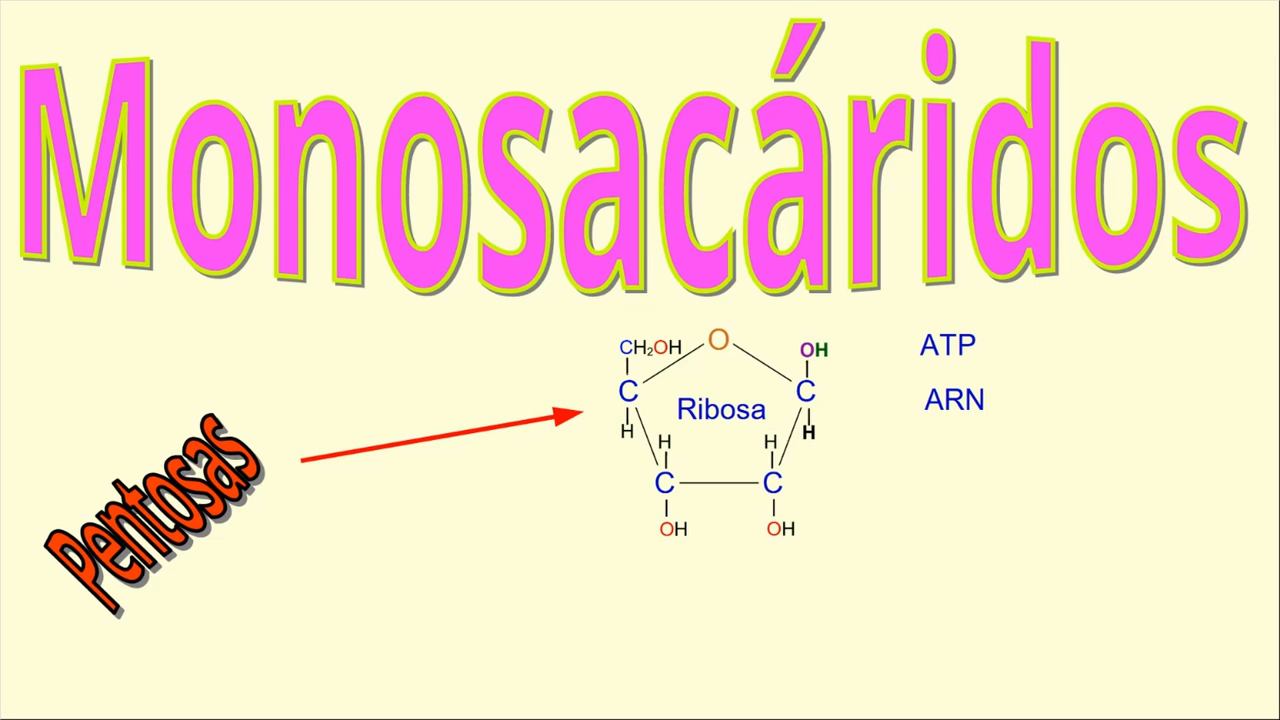 Monosacáridos
CH₂OH O OH ATP
C Ribosa C ARN
H H H H
C C
OH OH
Pentosas